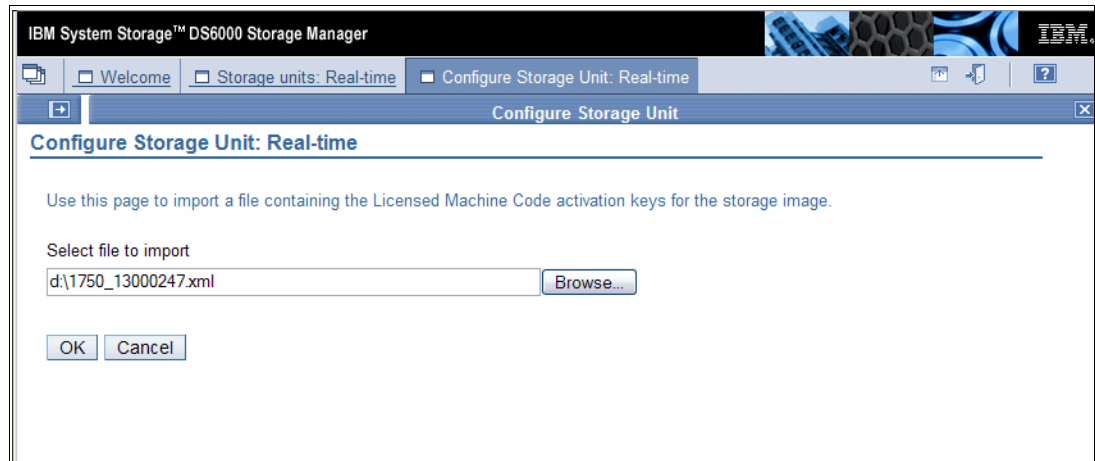 IBM System Storage™ DS6000 Storage Manager
IBM.
Welcome
Storage units: Real-time
Configure Storage Unit: Real-time
?
Configure Storage Unit
Configure Storage Unit: Real-time
Use this page to import a file containing the Licensed Machine Code activation keys for the storage image.
Select file to import
d:\1750_13000247.xml
Browse...
OK
Cancel